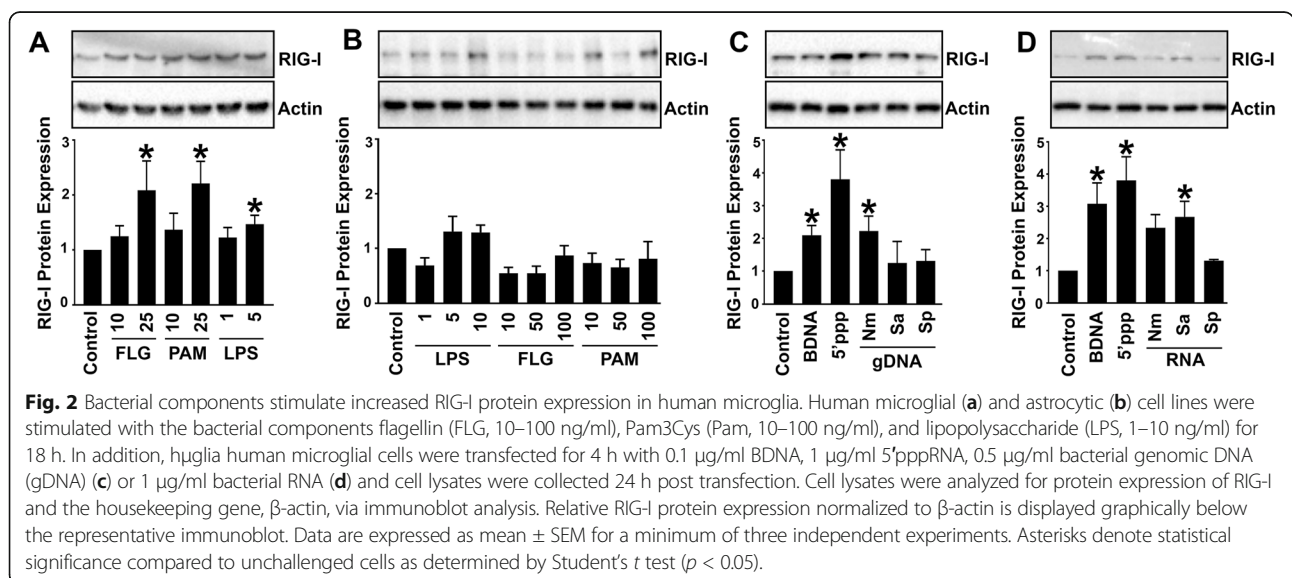 A
RIG-I
Actin
RIG-I Protein Expression
3
2
1
0
*
*
*
Control
10
25
10
25
1
5
FLG
PAM
LPS
B
RIG-I
Actin
RIG-I Protein Expression
3
2
1
0
Control
1
5
10
10
50
100
10
50
100
LPS
FLG
PAM
C
RIG-I
Actin
RIG-I Protein Expression
5
4
3
2
1
0
*
*
*
Control
BDNA
5'ppp
Nm
Sa
Sp
gDNA
D
RIG-I
Actin
RIG-I Protein Expression
5
4
3
2
1
0
*
*
*
Control
BDNA
5'ppp
Nm
Sa
Sp
RNA
Fig. 2 Bacterial components stimulate increased RIG-I protein expression in human microglia. Human microglial (a) and astrocytic (b) cell lines were
stimulated with the bacterial components flagellin (FLG, 10–100 ng/ml), Pam3Cys (Pam, 10–100 ng/ml), and lipopolysaccharide (LPS, 1–10 ng/ml) for
18 h. In addition, hμglia human microglial cells were transfected for 4 h with 0.1 μg/ml BDNA, 1 μg/ml 5'pppRNA, 0.5 μg/ml bacterial genomic DNA
(gDNA) (c) or 1 μg/ml bacterial RNA (d) and cell lysates were collected 24 h post transfection. Cell lysates were analyzed for protein expression of RIG-I
and the housekeeping gene, β-actin, via immunoblot analysis. Relative RIG-I protein expression normalized to β-actin is displayed graphically below
the representative immunoblot. Data are expressed as mean ± SEM for a minimum of three independent experiments. Asterisks denote statistical
significance compared to unchallenged cells as determined by Student's t test (p < 0.05).